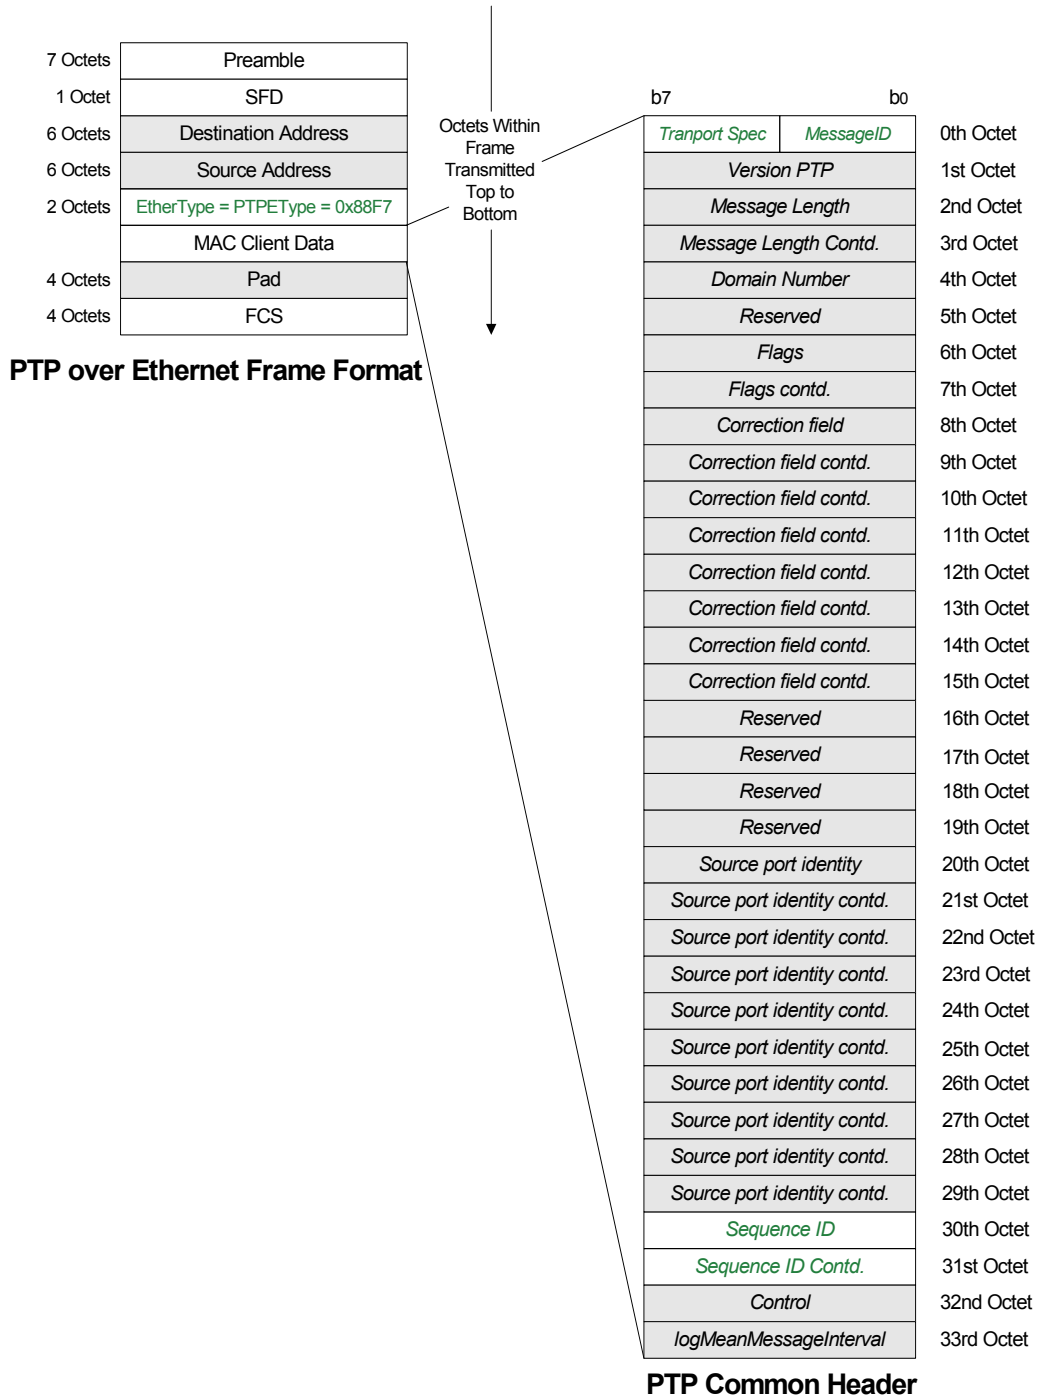 7 Octets Preamble
1 Octet SFD
6 Octets Destination Address
6 Octets Source Address
2 Octets EtherType = PTPEType = 0x88F7
MAC Client Data
4 Octets Pad
4 Octets FCS
PTP over Ethernet Frame Format
Octets Within
Frame
Transmitted
Top to
Bottom
b7 b0
Tranport Spec MessageID 0th Octet
Version PTP 1st Octet
Message Length 2nd Octet
Message Length Contd. 3rd Octet
Domain Number 4th Octet
Reserved 5th Octet
Flags 6th Octet
Flags contd. 7th Octet
Correction field 8th Octet
Correction field contd. 9th Octet
Correction field contd. 10th Octet
Correction field contd. 11th Octet
Correction field contd. 12th Octet
Correction field contd. 13th Octet
Correction field contd. 14th Octet
Correction field contd. 15th Octet
Reserved 16th Octet
Reserved 17th Octet
Reserved 18th Octet
Reserved 19th Octet
Source port identity 20th Octet
Source port identity contd. 21st Octet
Source port identity contd. 22nd Octet
Source port identity contd. 23rd Octet
Source port identity contd. 24th Octet
Source port identity contd. 25th Octet
Source port identity contd. 26th Octet
Source port identity contd. 27th Octet
Source port identity contd. 28th Octet
Source port identity contd. 29th Octet
Sequence ID 30th Octet
Sequence ID Contd. 31st Octet
Control 32nd Octet
logMeanMessageInterval 33rd Octet
PTP Common Header